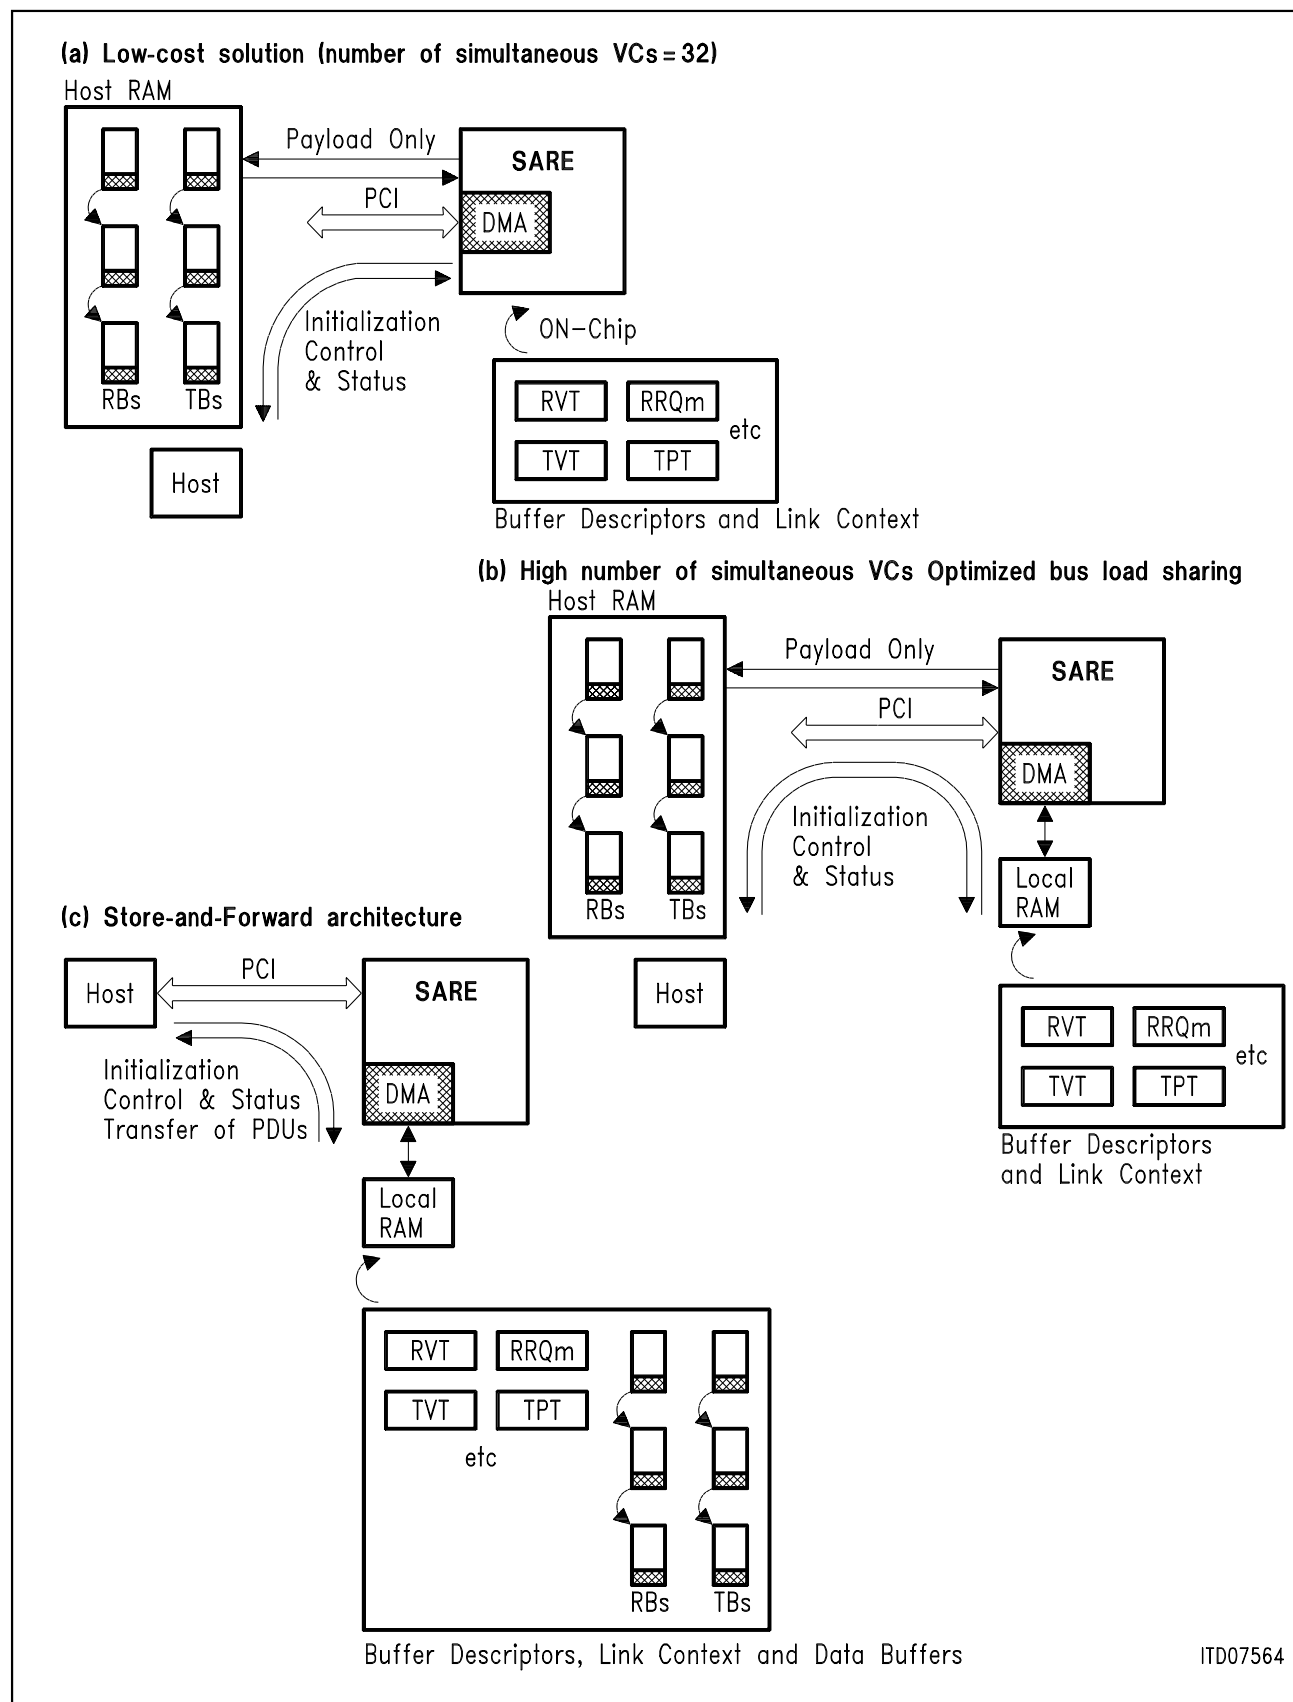 (a) Low-cost solution (number of simultaneous VCs=32)
Host RAM
Payload Only
SARE
PCI
DMA
Initialization
Control
& Status
ON-Chip
RBs
TBs
RVT
RRQm
etc
TVT
TPT
Host
Buffer Descriptors and Link Context
(b) High number of simultaneous VCs Optimized bus load sharing
Host RAM
Payload Only
SARE
PCI
DMA
Initialization
Control
& Status
Local
RAM
RBs
TBs
Host
RVT
RRQm
etc
TVT
TPT
Buffer Descriptors
and Link Context
(c) Store-and-Forward architecture
Host
PCI
SARE
Initialization
Control & Status
Transfer of PDUs
DMA
Local
RAM
RVT
RRQm
TVT
TPT
etc
RBs
TBs
Buffer Descriptors, Link Context and Data Buffers
ITD07564